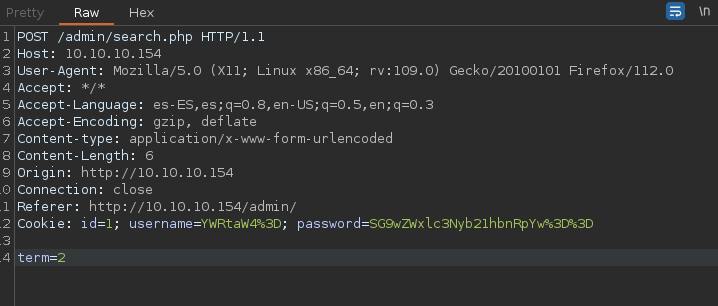 Pretty Raw Hex \n
1 POST /admin/search.php HTTP/1.1
2 Host: 10.10.10.154
3 User-Agent: Mozilla/5.0 (X11; Linux x86_64; rv:109.0) Gecko/20100101 Firefox/112.0
4 Accept: */*
5 Accept-Language: es-ES,es;q=0.8,en-US;q=0.5,en;q=0.3
6 Accept-Encoding: gzip, deflate
7 Content-type: application/x-www-form-urlencoded
8 Content-Length: 6
9 Origin: http://10.10.10.154
10 Connection: close
11 Referer: http://10.10.10.154/admin/
12 Cookie: id=1; username=YWRtaW4%3D; password=SG9wZWxlc3Nyb21hbnRpYw%3D%3D
13
14 term=2